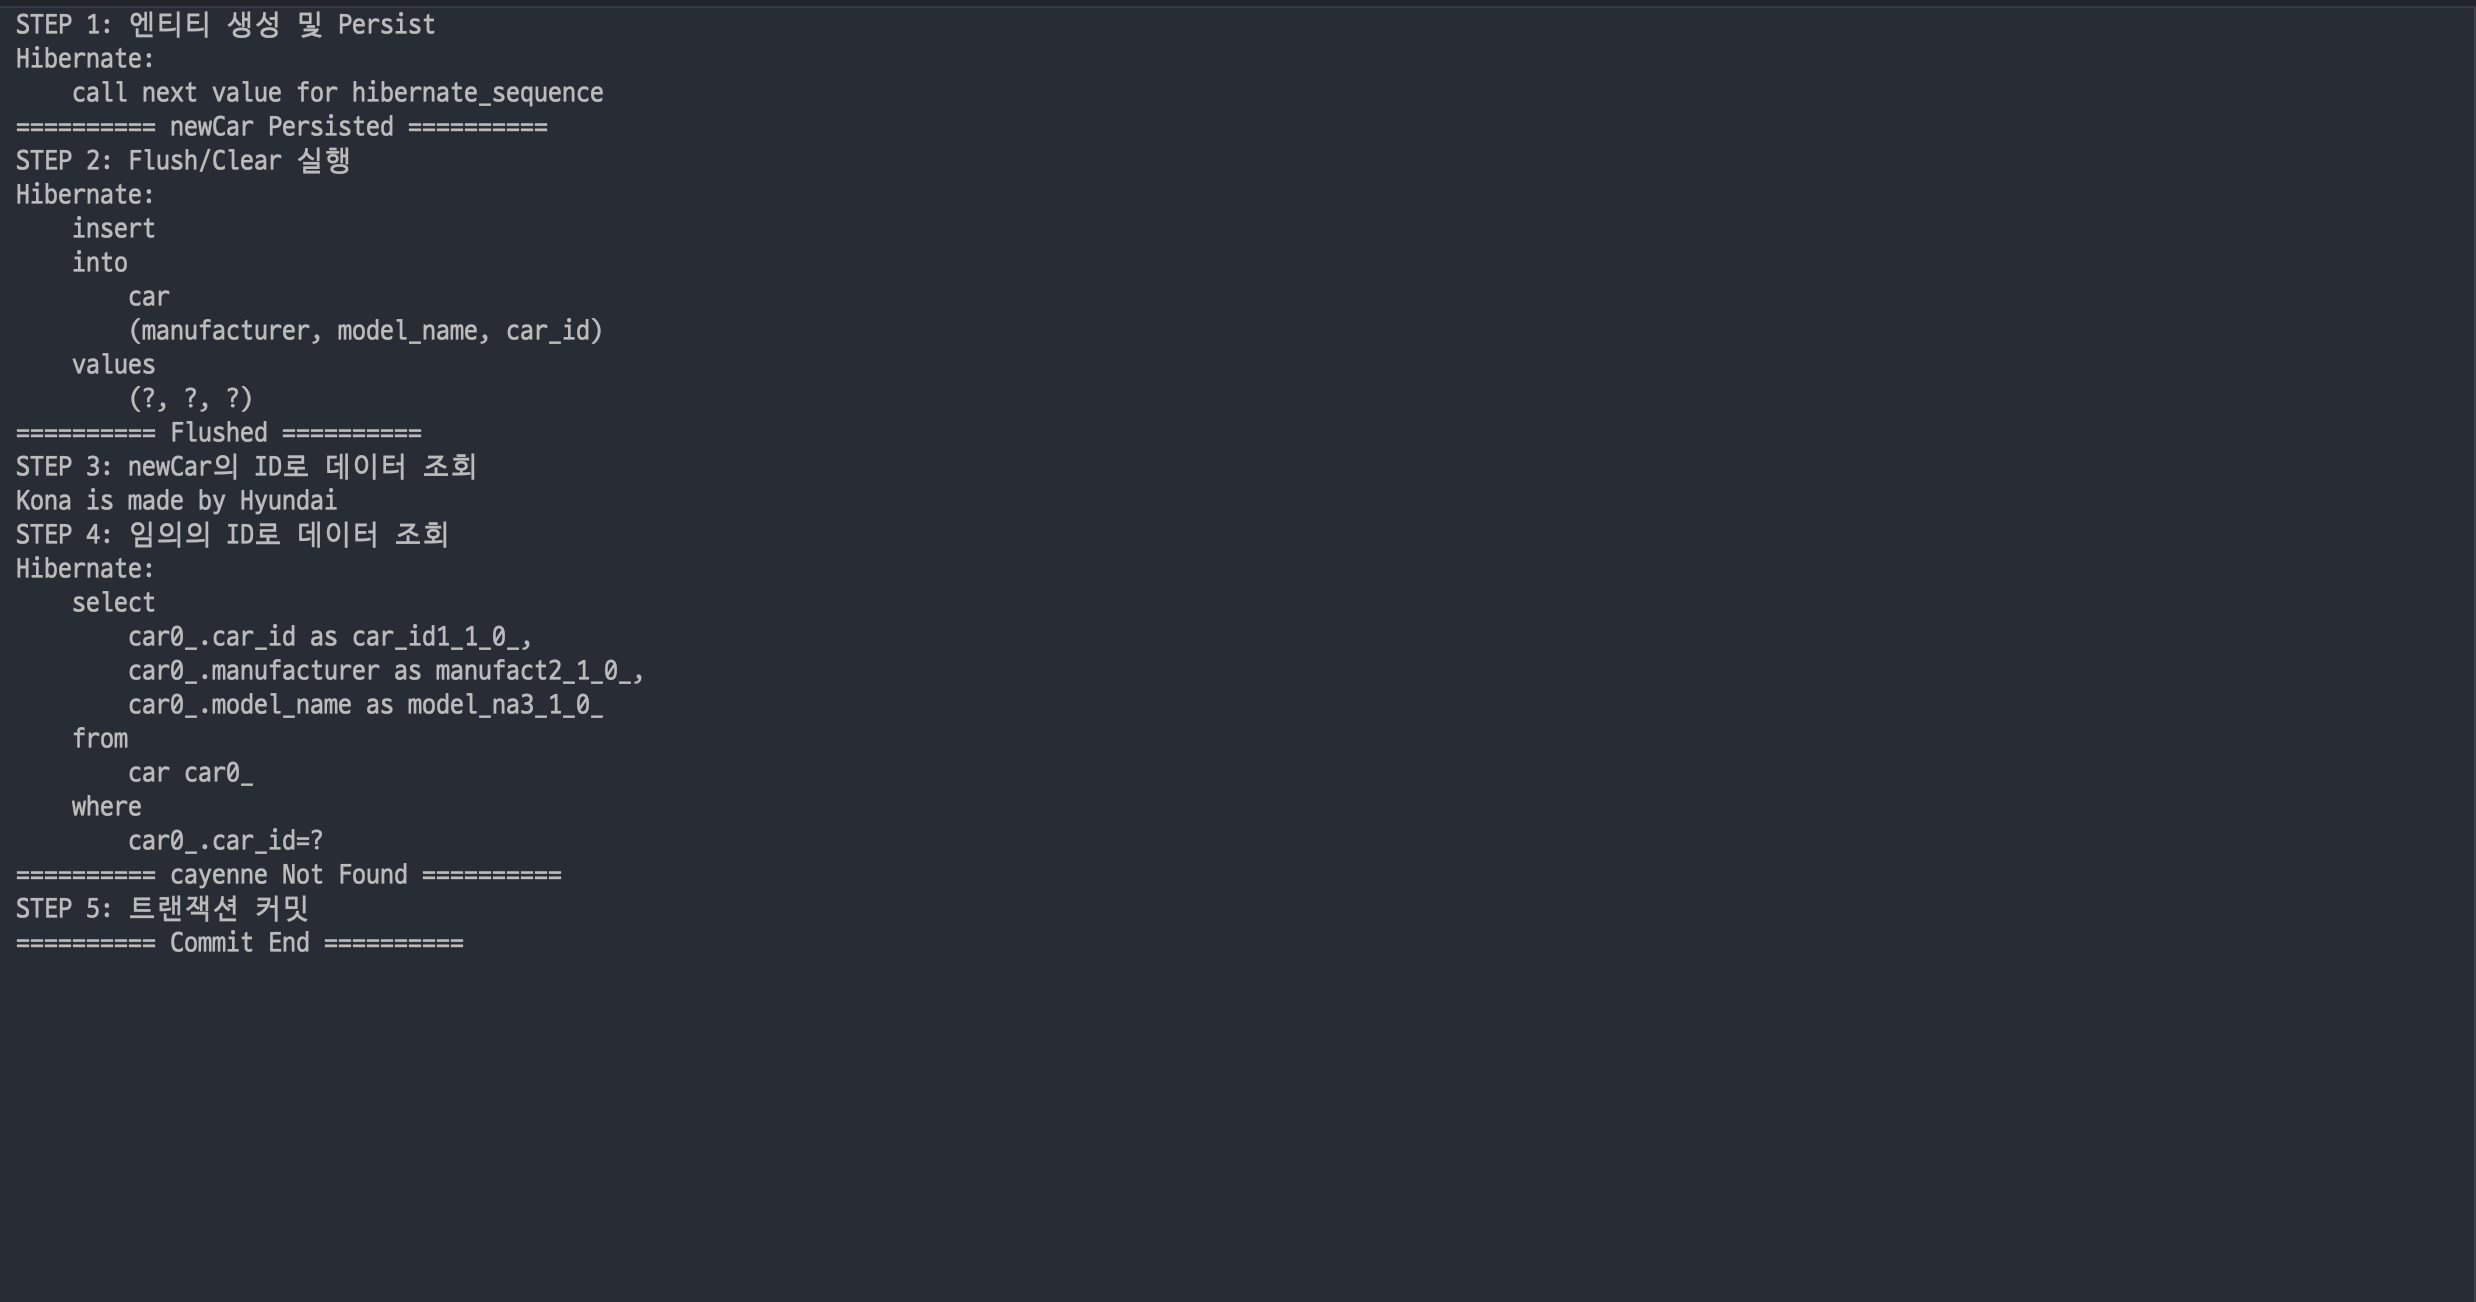 STEP 1: 엔티티 생성 및 Persist
Hibernate:
    call next value for hibernate_sequence
========== newCar Persisted ==========
STEP 2: Flush/Clear 실행
Hibernate:
    insert
    into
        car
        (manufacturer, model_name, car_id)
    values
        (?, ?, ?)
========== Flushed ==========
STEP 3: newCar의 ID로 데이터 조회
Kona is made by Hyundai
STEP 4: 임의의 ID로 데이터 조회
Hibernate:
    select
        car0_.car_id as car_id1_1_0_,
        car0_.manufacturer as manufact2_1_0_,
        car0_.model_name as model_na3_1_0_
    from
        car car0_
    where
        car0_.car_id=?
========== cayenne Not Found ==========
STEP 5: 트랜잭션 커밋
========== Commit End ==========